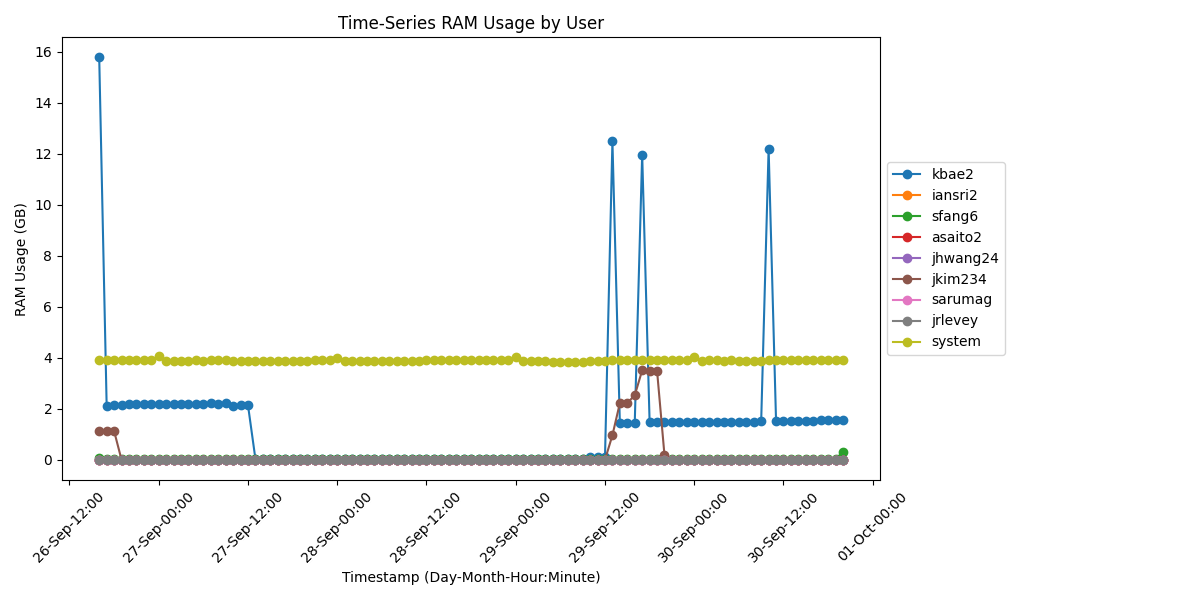 Time-Series RAM Usage by User
RAM Usage (GB)
16
14
12
10
8
6
4
2
0
26-Sep-12:00
27-Sep-00:00
27-Sep-12:00
28-Sep-00:00
28-Sep-12:00
29-Sep-00:00
29-Sep-12:00
30-Sep-00:00
30-Sep-12:00
01-Oct-00:00
Timestamp (Day-Month-Hour:Minute)
kbae2
iansri2
sfang6
asaito2
jhwang24
jkim234
sarumag
jrlevey
system